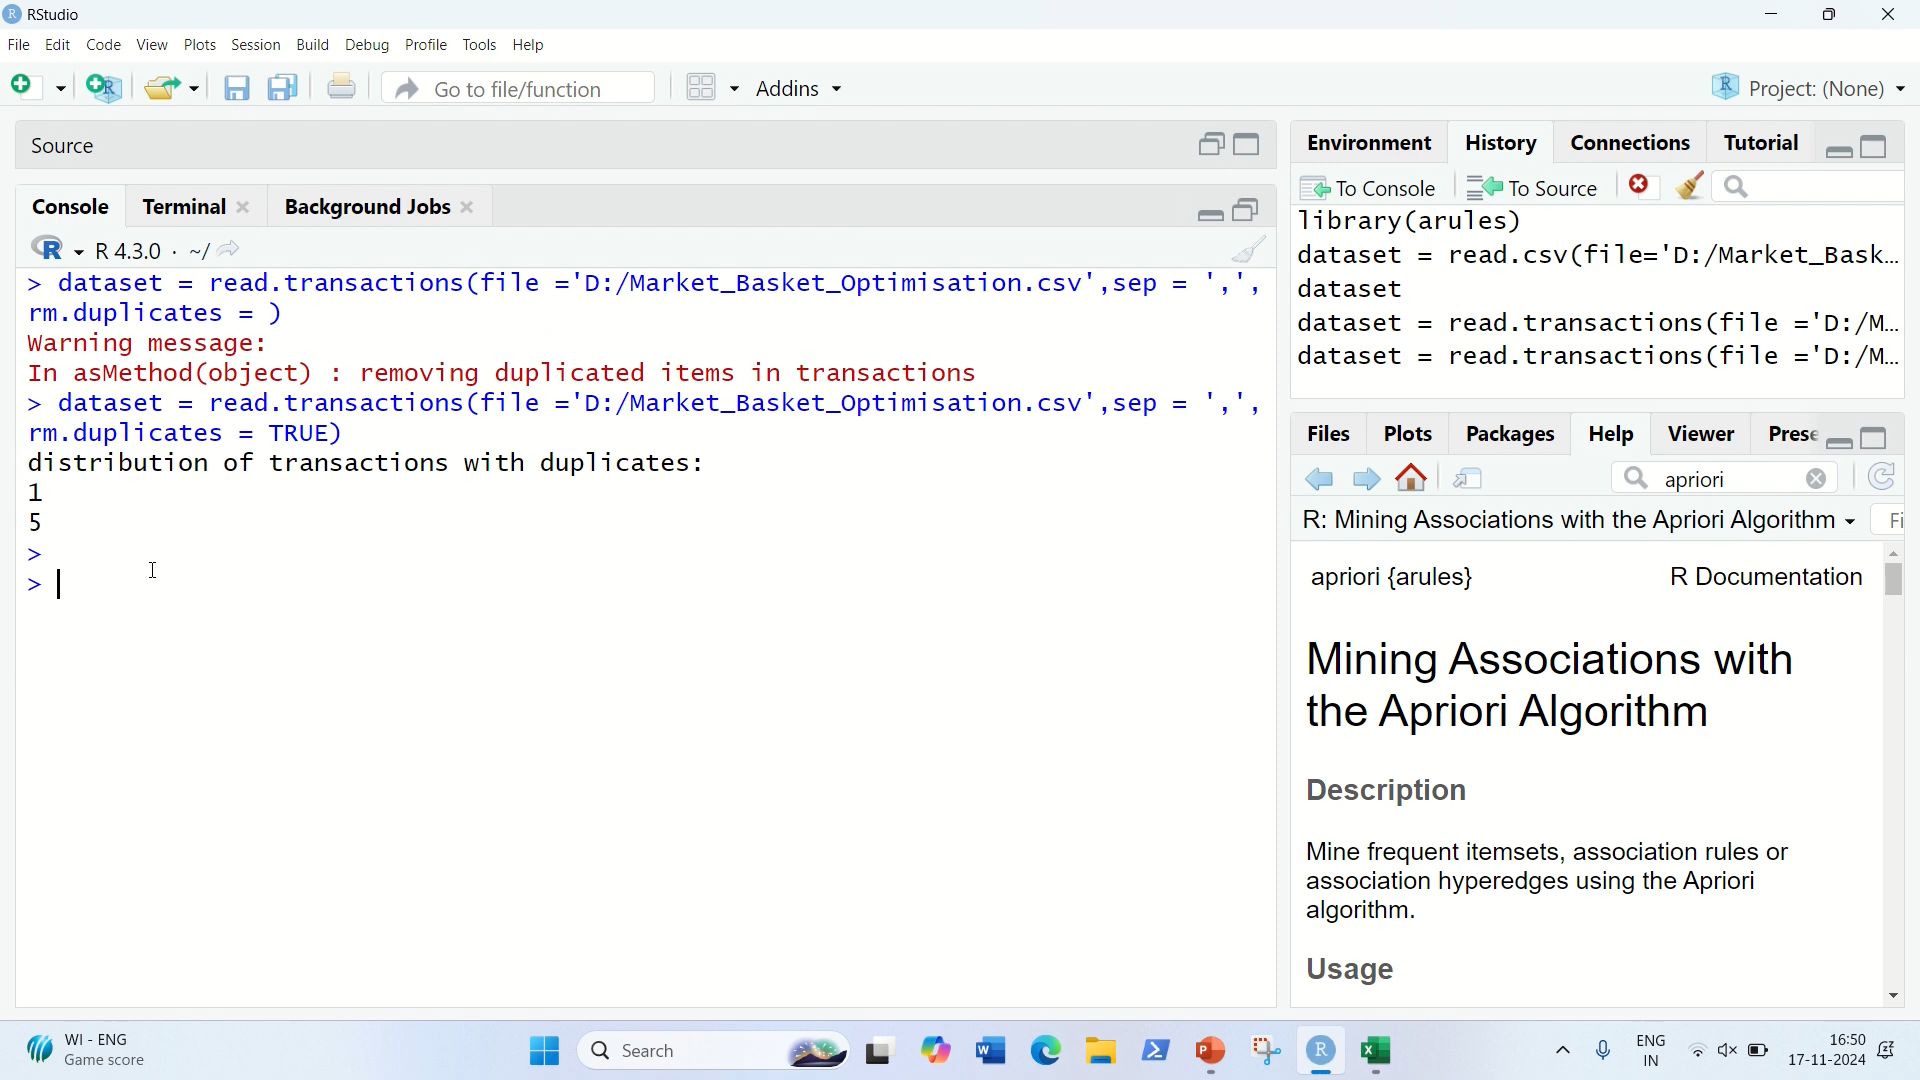 RStudio
File Edit Code View Plots Session Build Debug Profile Tools Help
Go to file/function Addins Project: (None)
Source
Console Terminal Background Jobs
R 4.3.0 · ~/
> dataset = read.transactions(file ='D:/Market_Basket_Optimisation.csv',sep = ',',
rm.duplicates = )
Warning message:
In asMethod(object) : removing duplicated items in transactions
> dataset = read.transactions(file ='D:/Market_Basket_Optimisation.csv',sep = ',',
rm.duplicates = TRUE)
distribution of transactions with duplicates:
1
5
>
>
Environment History Connections Tutorial
To Console To Source
library(arules)
dataset = read.csv(file='D:/Market_Bask…
dataset
dataset = read.transactions(file ='D:/M…
dataset = read.transactions(file ='D:/M…
Files Plots Packages Help Viewer Prese
apriori
R: Mining Associations with the Apriori Algorithm Fi
apriori {arules} R Documentation
Mining Associations with
the Apriori Algorithm
Description
Mine frequent itemsets, association rules or
association hyperedges using the Apriori
algorithm.
Usage
WI - ENG
Game score
Search
ENG
IN
16:50
17-11-2024